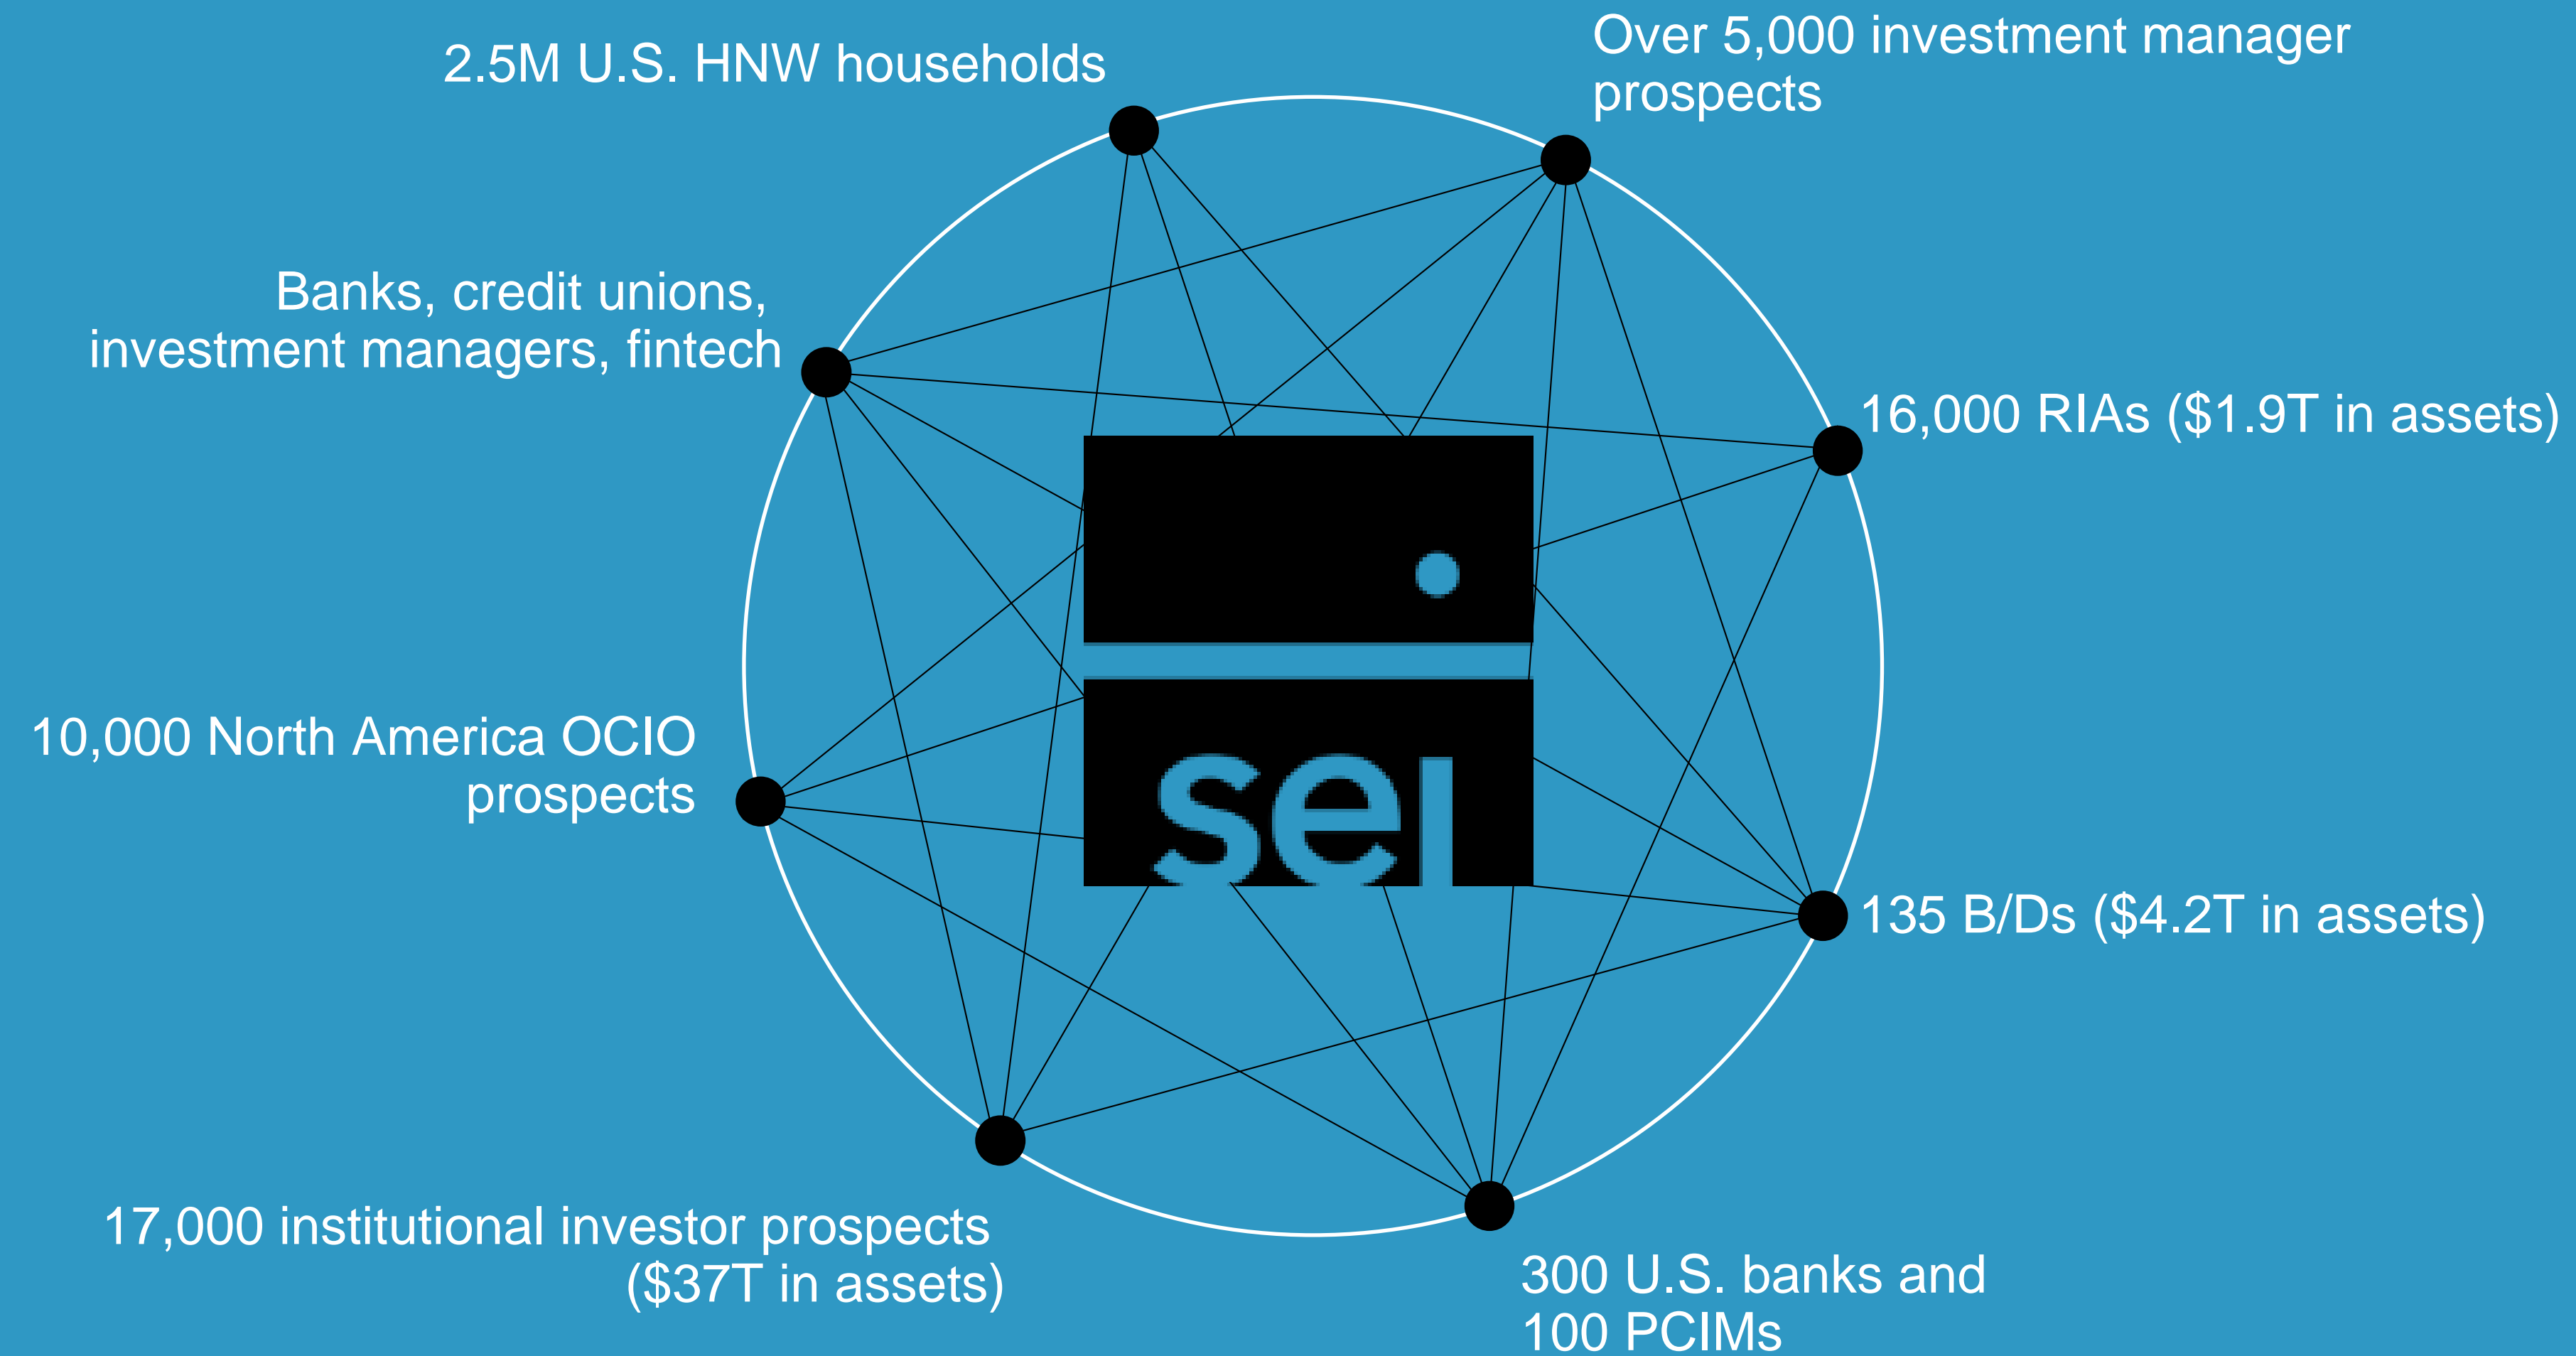 2.5M U.S. HNW households
Over 5,000 investment manager
prospects
Banks, credit unions,
investment managers, fintech
16,000 RIAs ($1.9T in assets)
sei
10,000 North America OCIO
prospects
135 B/Ds ($4.2T in assets)
17,000 institutional investor prospects
($37T in assets)
300 U.S. banks and
100 PCIMs